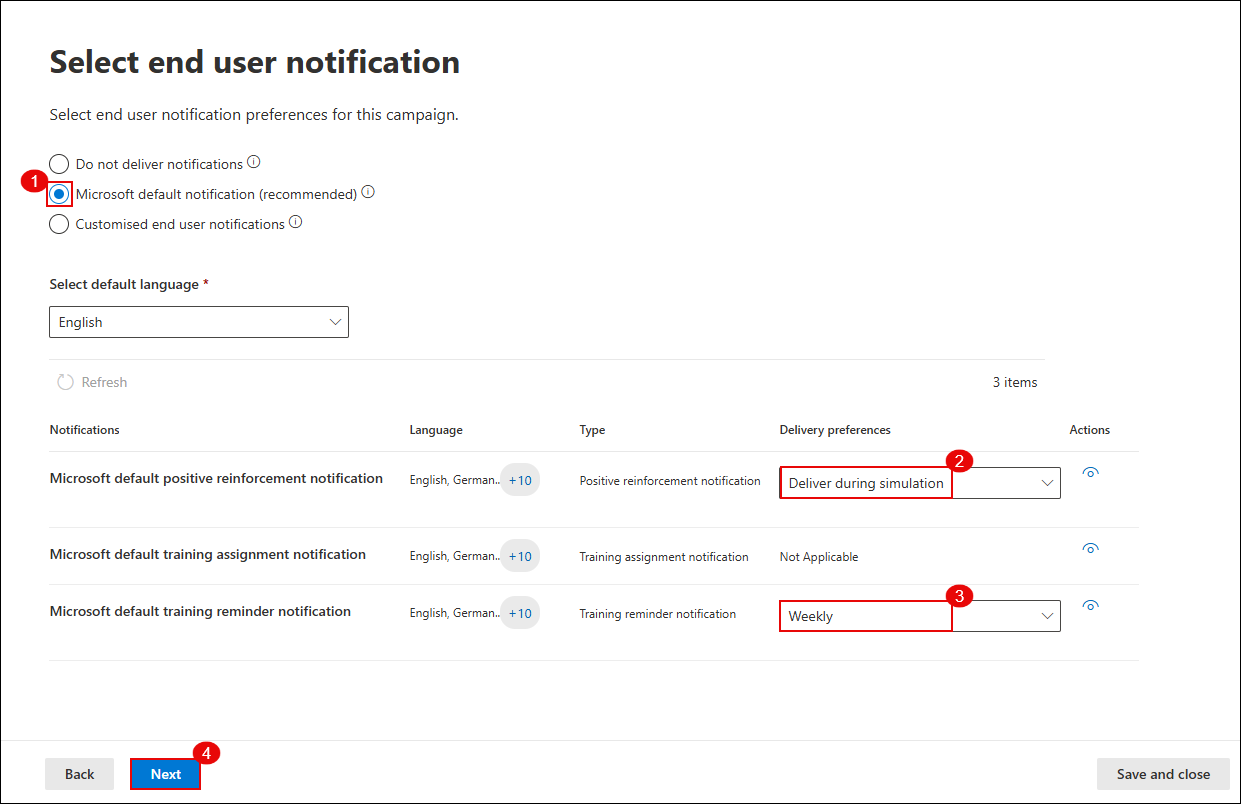 Select end user notification
Select end user notification preferences for this campaign.
Do not deliver notifications
1
Microsoft default notification (recommended)
Customised end user notifications
Select default language *
English
Refresh
3 items
Notifications Language Type Delivery preferences Actions
2
Microsoft default positive reinforcement notification English, German.. +10 Positive reinforcement notification Deliver during simulation
Microsoft default training assignment notification English, German.. +10 Training assignment notification Not Applicable
3
Microsoft default training reminder notification English, German.. +10 Training reminder notification Weekly
4
Back Next Save and close